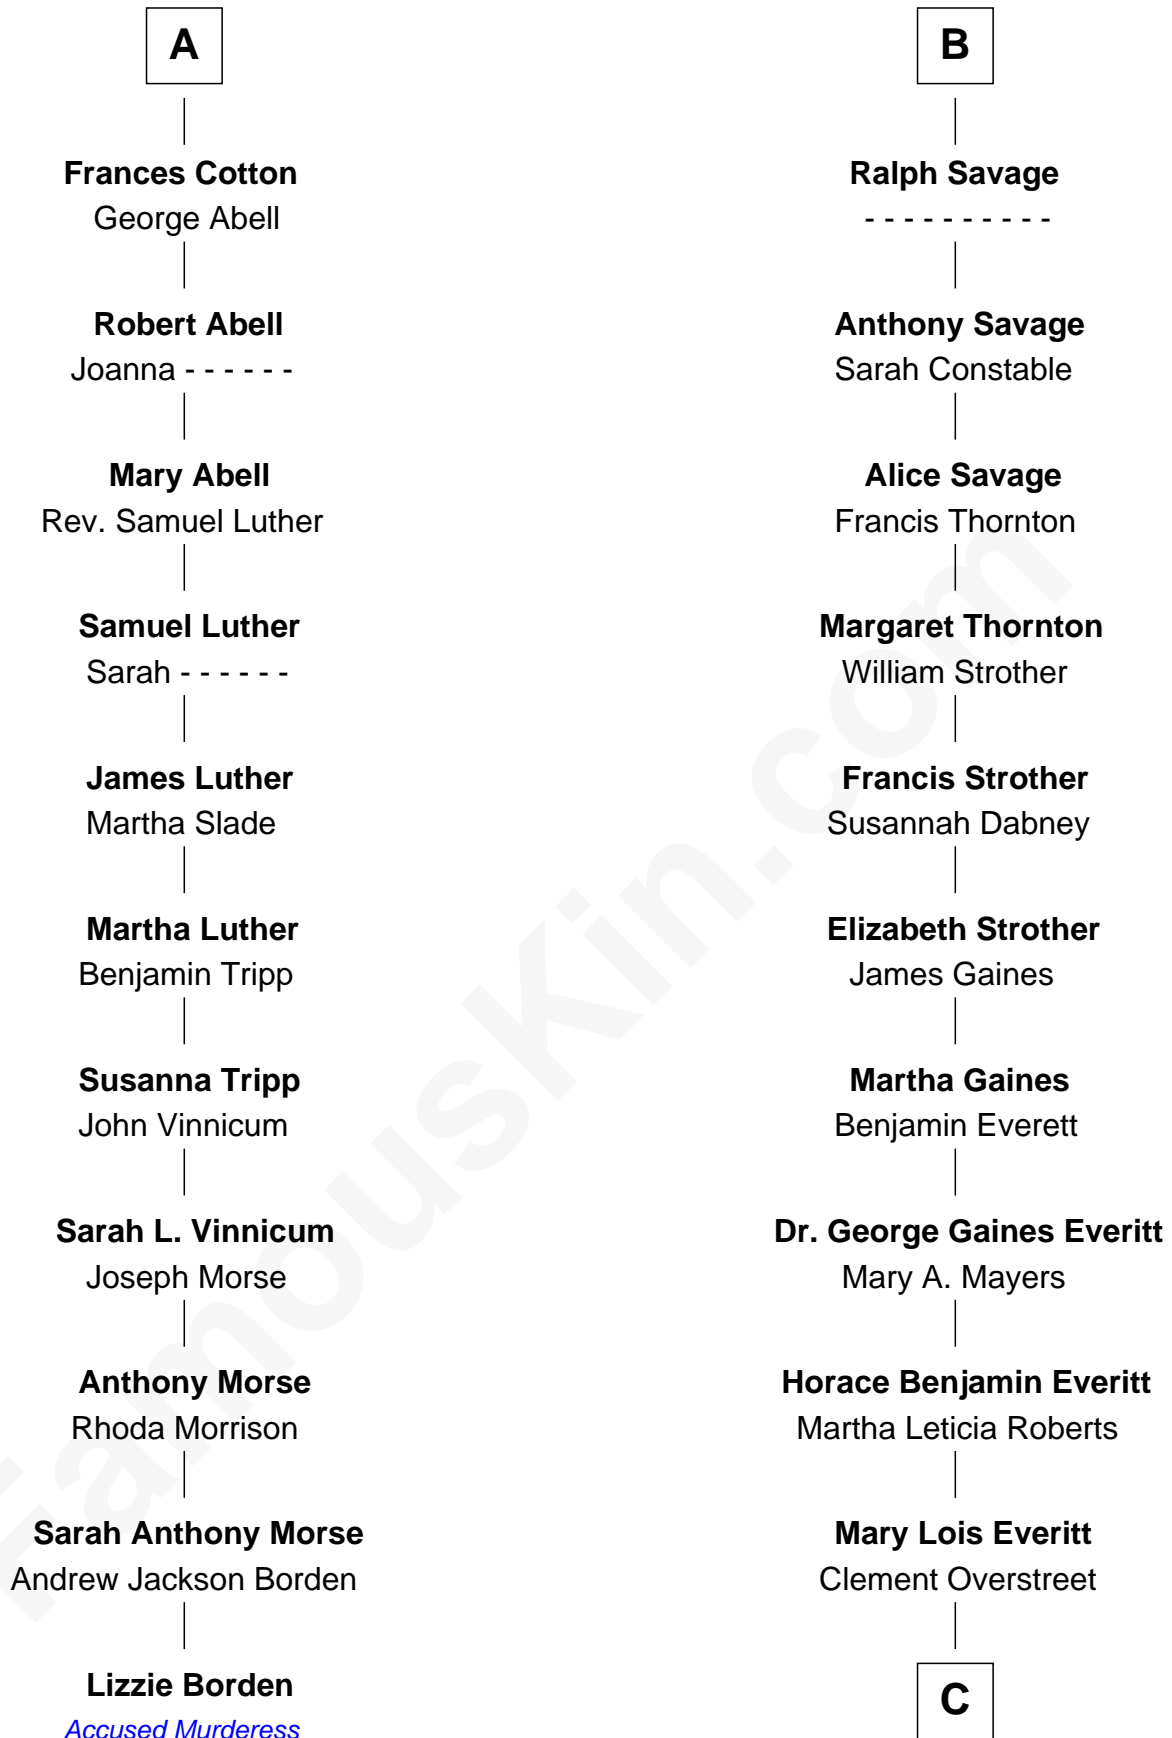 A
Frances Cotton
George Abell
Robert Abell
Joanna - - - - - -
Mary Abell
Rev. Samuel Luther
Samuel Luther
Sarah - - - - - -
James Luther
Martha Slade
Martha Luther
Benjamin Tripp
Susanna Tripp
John Vinnicum
Sarah L. Vinnicum
Joseph Morse
Anthony Morse
Rhoda Morrison
Sarah Anthony Morse
Andrew Jackson Borden
Lizzie Borden
Accused Murderess
B
Ralph Savage
- - - - - - - - - -
Anthony Savage
Sarah Constable
Alice Savage
Francis Thornton
Margaret Thornton
William Strother
Francis Strother
Susannah Dabney
Elizabeth Strother
James Gaines
Martha Gaines
Benjamin Everett
Dr. George Gaines Everitt
Mary A. Mayers
Horace Benjamin Everitt
Martha Leticia Roberts
Mary Lois Everitt
Clement Overstreet
C
FamousKin.com